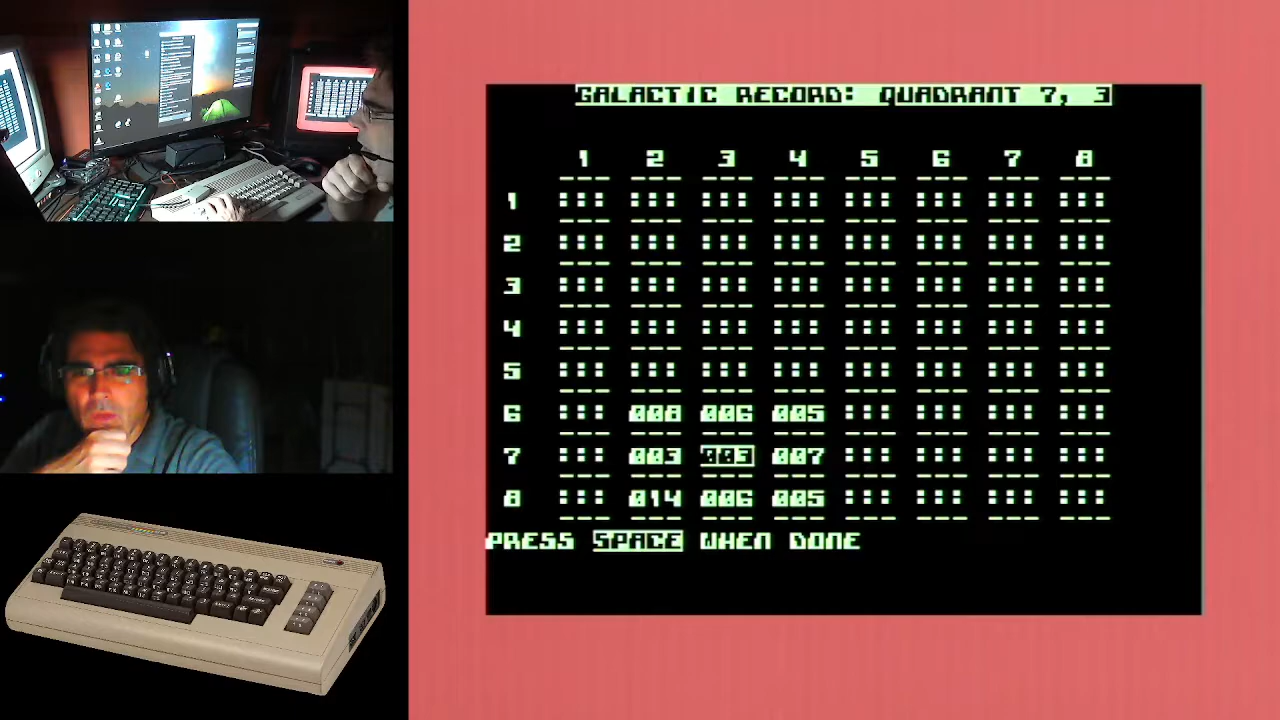 GALACTIC RECORD: QUADRANT 7, 3
1 2 3 4 5 6 7 8
--- --- --- --- --- --- --- ---
1 ::: ::: ::: ::: ::: ::: ::: :::
--- --- --- --- --- --- --- ---
2 ::: ::: ::: ::: ::: ::: ::: :::
--- --- --- --- --- --- --- ---
3 ::: ::: ::: ::: ::: ::: ::: :::
--- --- --- --- --- --- --- ---
4 ::: ::: ::: ::: ::: ::: ::: :::
--- --- --- --- --- --- --- ---
5 ::: ::: ::: ::: ::: ::: ::: :::
--- --- --- --- --- --- --- ---
6 ::: 008 006 005 ::: ::: ::: :::
--- --- --- --- --- --- --- ---
7 ::: 003 003 007 ::: ::: ::: :::
--- --- --- --- --- --- --- ---
8 ::: 014 006 005 ::: ::: ::: :::
--- --- --- --- --- --- --- ---
PRESS SPACE WHEN DONE